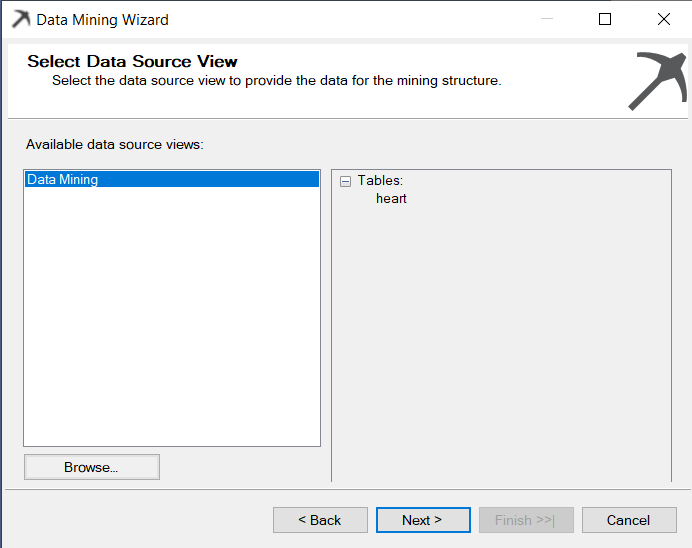 Data Mining Wizard
Select Data Source View
Select the data source view to provide the data for the mining structure.
Available data source views:
Data Mining
Tables:
heart
Browse...
< Back
Next >
Finish >>|
Cancel